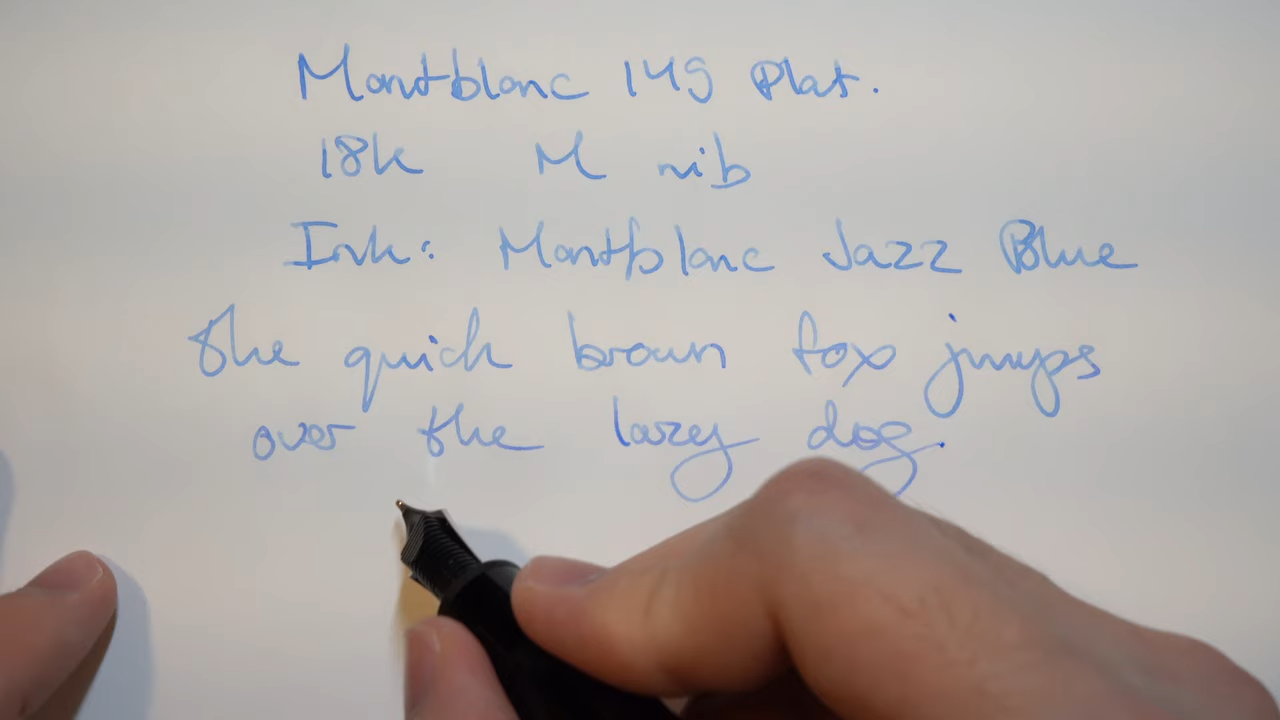 Montblanc 149 Plat.
18k M nib
Ink: Montblanc Jazz Blue
The quick brown fox jumps
over the lazy dog.